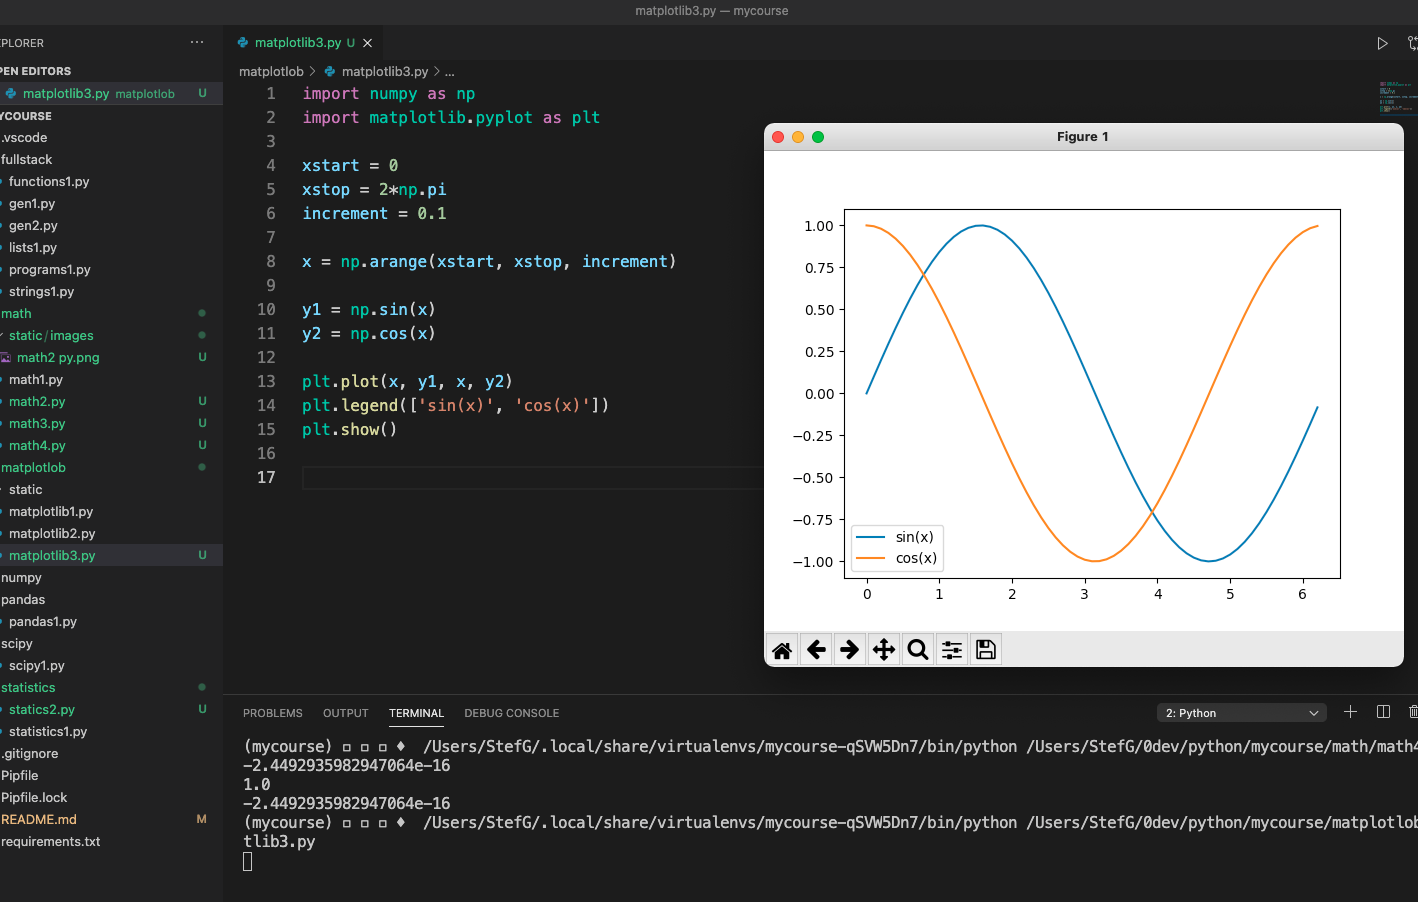 matplotlib3.py — mycourse
PLORER
PEN EDITORS
matplotlib3.py matplotlob U
YCOURSE
.vscode
fullstack
functions1.py
gen1.py
gen2.py
lists1.py
programs1.py
strings1.py
math
static/images
math2 py.png U
math1.py
math2.py U
math3.py U
math4.py U
matplotlob
static
matplotlib1.py
matplotlib2.py
matplotlib3.py U
numpy
pandas
pandas1.py
scipy
scipy1.py
statistics
statics2.py U
statistics1.py
.gitignore
Pipfile
Pipfile.lock
README.md M
requirements.txt
matplotlib3.py U
matplotlob > matplotlib3.py > ...
1 import numpy as np
2 import matplotlib.pyplot as plt
3
4 xstart = 0
5 xstop = 2*np.pi
6 increment = 0.1
7
8 x = np.arange(xstart, xstop, increment)
9
10 y1 = np.sin(x)
11 y2 = np.cos(x)
12
13 plt.plot(x, y1, x, y2)
14 plt.legend(['sin(x)', 'cos(x)'])
15 plt.show()
16
17
Figure 1
1.00
0.75
0.50
0.25
0.00
−0.25
−0.50
−0.75
−1.00
sin(x)
cos(x)
0 1 2 3 4 5 6
PROBLEMS OUTPUT TERMINAL DEBUG CONSOLE
2: Python
(mycourse) ▫ ▫ ▫ ♦ /Users/StefG/.local/share/virtualenvs/mycourse-qSVW5Dn7/bin/python /Users/StefG/0dev/python/mycourse/math/math4
-2.4492935982947064e-16
1.0
-2.4492935982947064e-16
(mycourse) ▫ ▫ ▫ ♦ /Users/StefG/.local/share/virtualenvs/mycourse-qSVW5Dn7/bin/python /Users/StefG/0dev/python/mycourse/matplotlob
tlib3.py